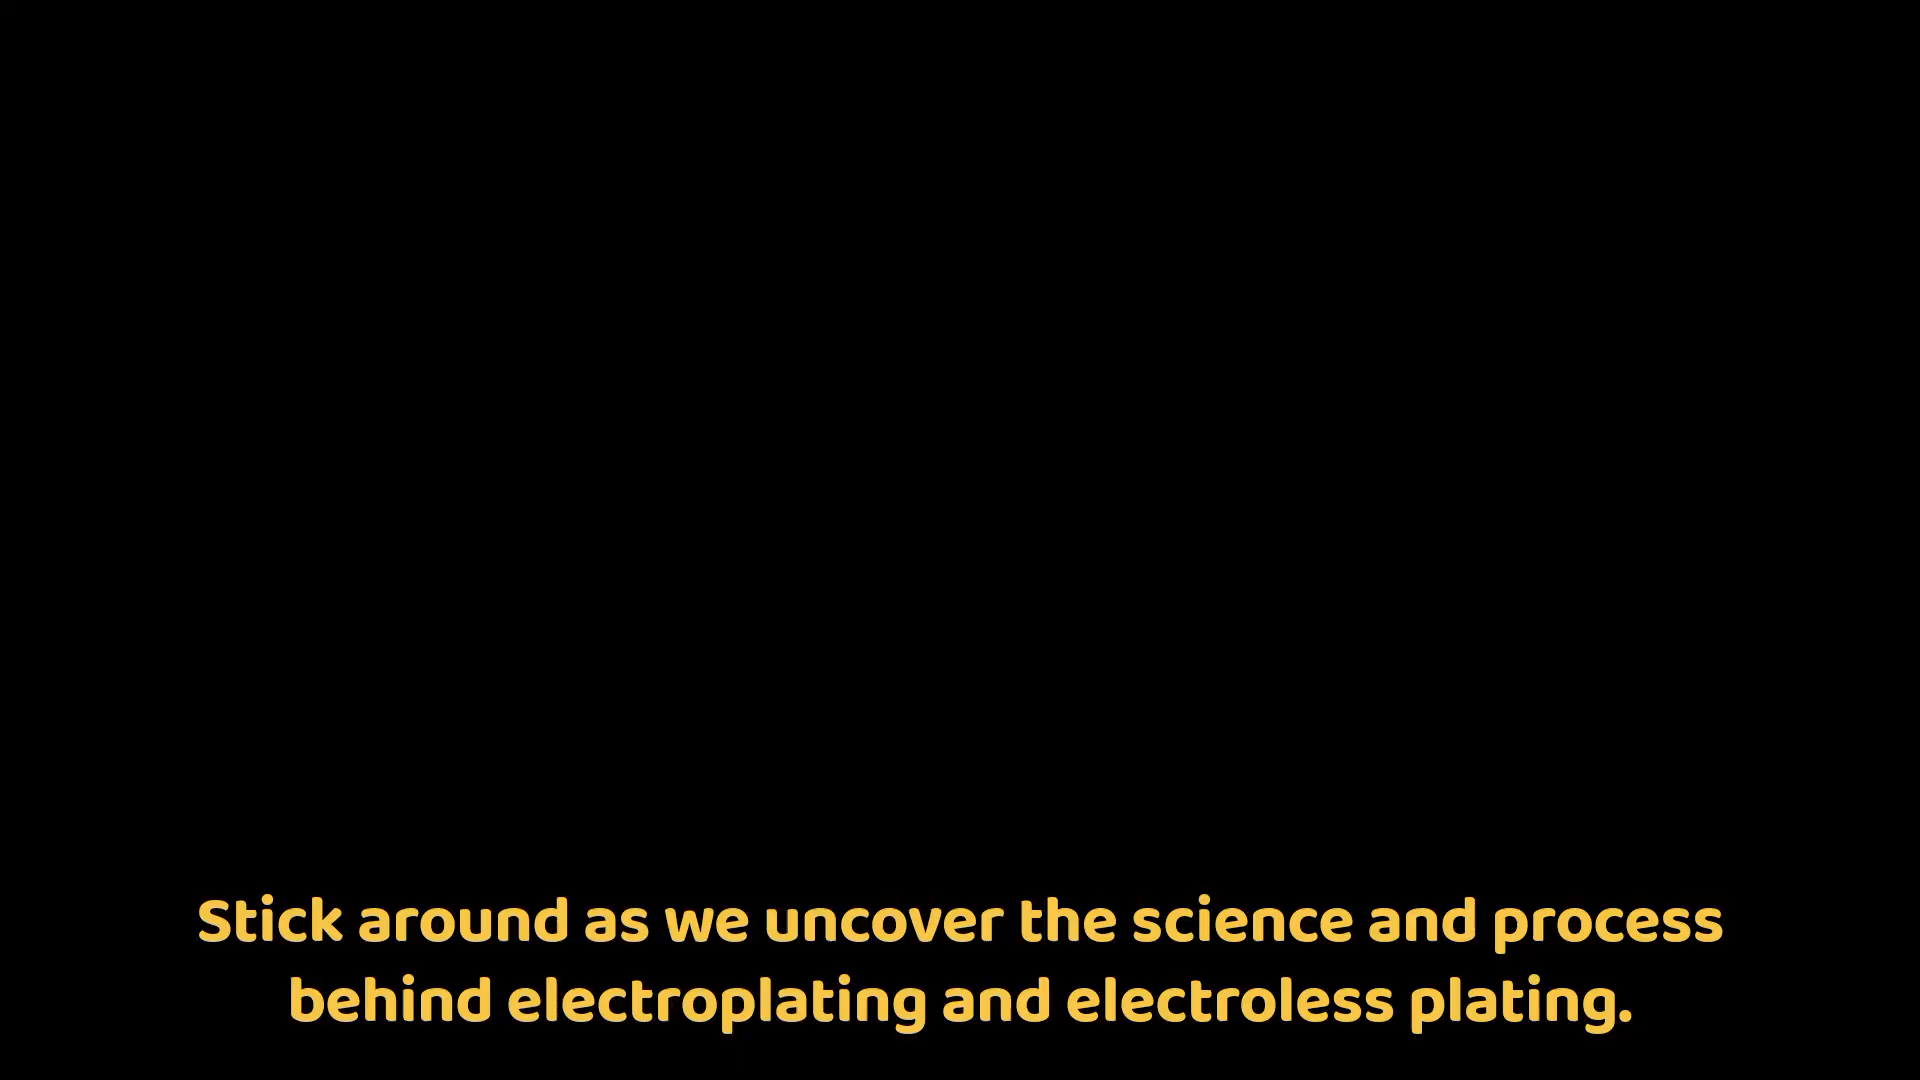 Stick around as we uncover the science and process
behind electroplating and electroless plating.